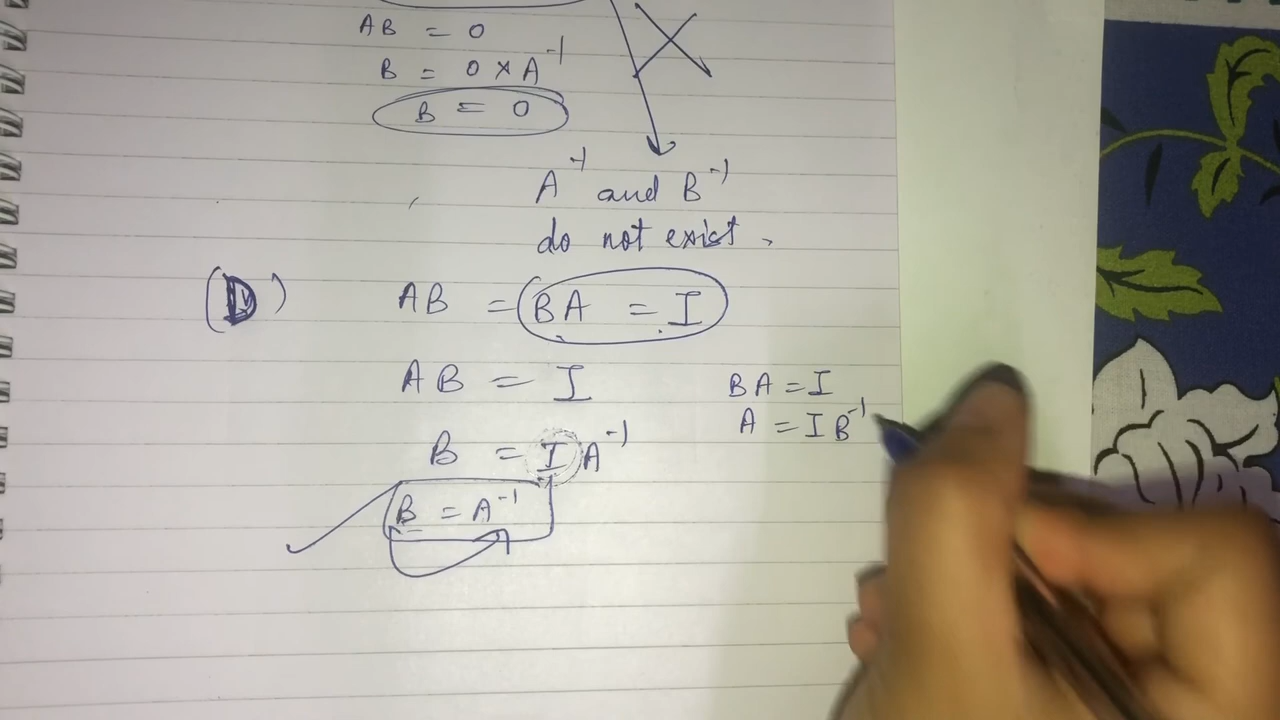 AB = 0
B = 0 × A⁻¹
B = 0
A⁻¹ and B⁻¹
do not exist.
(D) AB = BA = I
AB = I
B = I A⁻¹
B = A⁻¹
BA = I
A = I B⁻¹